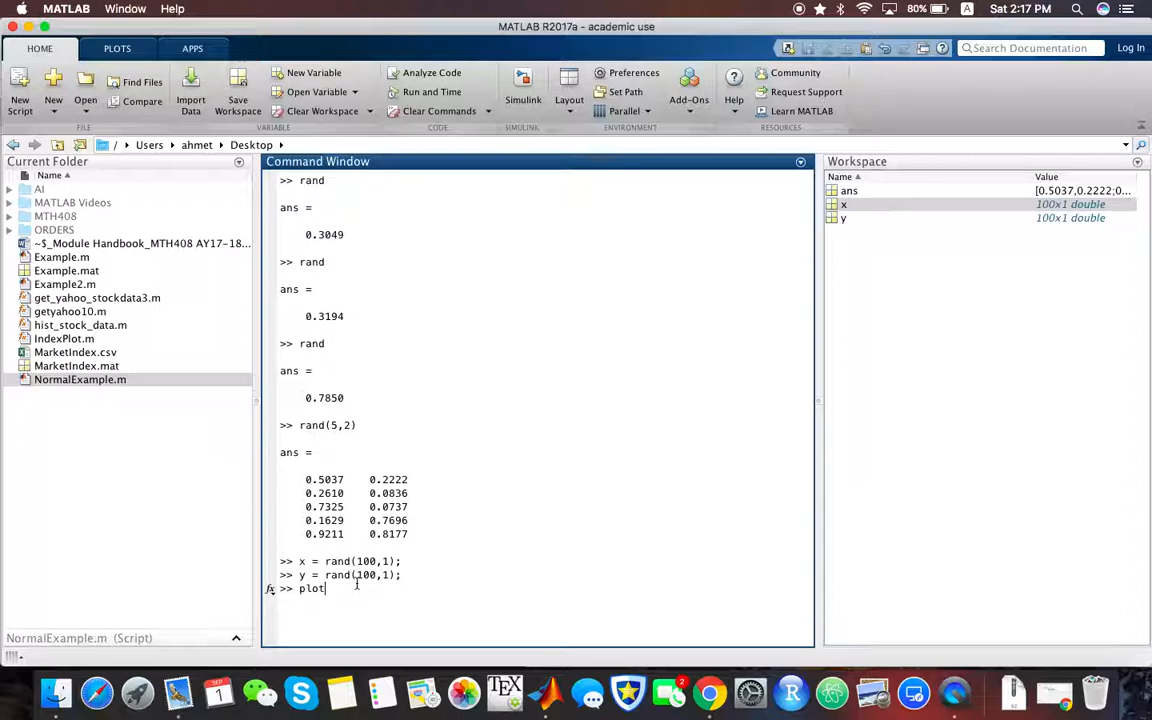 MATLAB Window Help 80% A Sat 2:17 PM
MATLAB R2017a - academic use
HOME PLOTS APPS Search Documentation Log In
New Script
New
Open
Find Files
Compare
Import Data
Save Workspace
New Variable
Open Variable
Clear Workspace
Analyze Code
Run and Time
Clear Commands
Simulink
Layout
Preferences
Set Path
Parallel
Add-Ons
Help
Community
Request Support
Learn MATLAB
FILE VARIABLE CODE SIMULINK ENVIRONMENT RESOURCES
/ Users ahmet Desktop
Current Folder
Name
AI
MATLAB Videos
MTH408
ORDERS
~$_Module Handbook_MTH408 AY17-18...
Example.m
Example.mat
Example2.m
get_yahoo_stockdata3.m
getyahoo10.m
hist_stock_data.m
IndexPlot.m
MarketIndex.csv
MarketIndex.mat
NormalExample.m
NormalExample.m (Script)
Command Window
>> rand
ans =
0.3049
>> rand
ans =
0.3194
>> rand
ans =
0.7850
>> rand(5,2)
ans =
0.5037 0.2222
0.2610 0.0836
0.7325 0.0737
0.1629 0.7696
0.9211 0.8177
>> x = rand(100,1);
>> y = rand(100,1);
fx >> plot
Workspace
Name Value
ans [0.5037,0.2222;0...
x 100x1 double
y 100x1 double
SEP
1
TEX
2
R